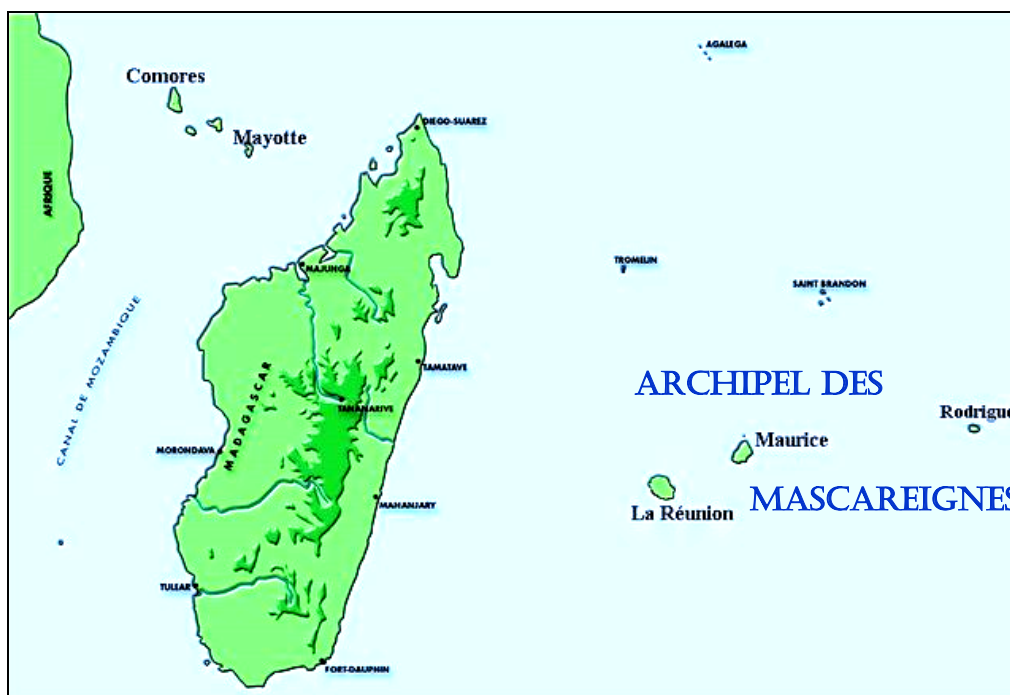 AGALEGA
Comores
DIEGO-SUAREZ
Mayotte
AFRIQUE
TROMELIN
MAJUNGA
SAINT BRANDON
CANAL DE MOZAMBIQUE
TAMATAVE
MADAGASCAR
ARCHIPEL DES
TANANARIVE
Rodrigue
Maurice
MORONDAVA
MASCAREIGNES
MAHANJARY
La Réunion
TULEAR
FORT-DAUPHIN